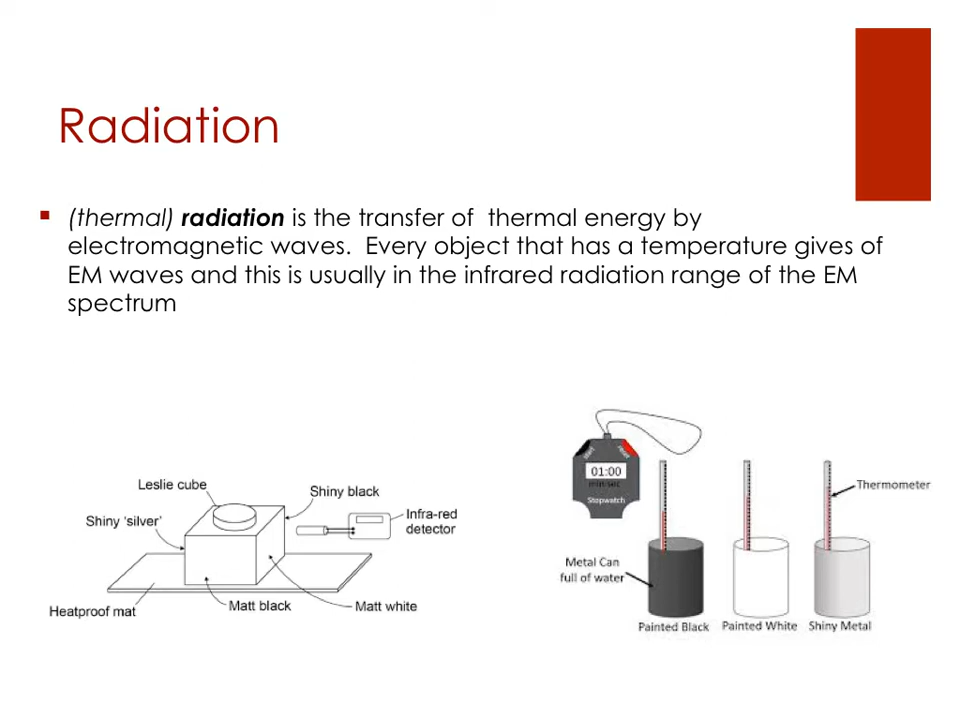 Radiation
(thermal) radiation is the transfer of thermal energy by
electromagnetic waves. Every object that has a temperature gives of
EM waves and this is usually in the infrared radiation range of the EM
spectrum
Leslie cube
Shiny black
Shiny 'silver'
Infra-red
detector
Matt black
Matt white
Heatproof mat
01:00
Stopwatch
Thermometer
Metal Can
full of water
Painted Black
Painted White
Shiny Metal